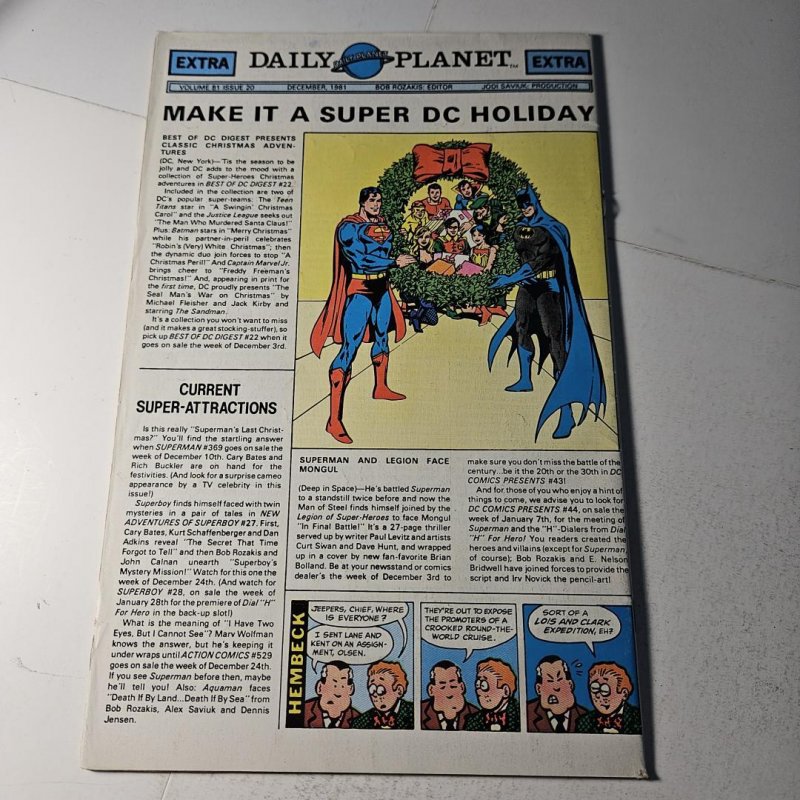 EXTRA
DAILY PLANET
DAILY PLANET
EXTRA
VOLUME 81 ISSUE 20
DECEMBER, 1981
BOB ROZAKIS: EDITOR
JODI SAVIUK: PRODUCTION
MAKE IT A SUPER DC HOLIDAY
BEST OF DC DIGEST PRESENTS
CLASSIC CHRISTMAS ADVEN-
TURES
(DC, New York)—'Tis the season to be
jolly and DC adds to the mood with a
collection of Super-Heroes Christmas
adventures in BEST OF DC DIGEST #22.
Included in the collection are two of
DC's popular super-teams. The Teen
Titans star in "A Swingin' Christmas
Carol" and the Justice League seeks out
"The Man Who Murdered Santa Claus!"
Plus: Batman stars in "Merry Christmas"
while his partner-in-peril celebrates
"Robin's (Very) White Christmas"; then
the dynamic duo join forces to stop "A
Christmas Peril!" And Captain Marvel Jr.
brings cheer to "Freddy Freeman's
Christmas!" And, appearing in print for
the first time, DC proudly presents "The
Seal Man's War on Christmas" by
Michael Fleisher and Jack Kirby and
starring The Sandman.
It's a collection you won't want to miss
(and it makes a great stocking-stuffer), so
pick up BEST OF DC DIGEST #22 when it
goes on sale the week of December 3rd.
CURRENT
SUPER-ATTRACTIONS
Is this really "Superman's Last Christ-
mas?" You'll find the startling answer
when SUPERMAN #369 goes on sale the
week of December 10th. Cary Bates and
Rich Buckler are on hand for the
festivities. (And look for a surprise cameo
appearance by a TV celebrity in this
issue!)
Superboy finds himself faced with twin
mysteries in a pair of tales in NEW
ADVENTURES OF SUPERBOY #27. First,
Cary Bates, Kurt Schaffenberger and Dan
Adkins reveal "The Secret That Time
Forgot to Tell" and then Bob Rozakis and
John Calnan unearth "Superboy's
Mystery Mission!" Watch for this one the
week of December 24th. (And watch for
SUPERBOY #28, on sale the week of
January 28th for the premiere of Dial "H"
For Hero in the back-up slot!)
What is the meaning of "I Have Two
Eyes, But I Cannot See"? Marv Wolfman
knows the answer, but he's keeping it
under wraps until ACTION COMICS #529
goes on sale the week of December 24th.
If you see Superman before then, maybe
he'll tell you! Also: Aquaman faces
"Death If By Land...Death If By Sea" from
Bob Rozakis, Alex Saviuk and Dennis
Jensen.
SUPERMAN AND LEGION FACE
MONGUL
(Deep in Space)—He's battled Superman
to a standstill twice before and now the
Man of Steel finds himself joined by the
Legion of Super-Heroes to face Mongul
"In Final Battle!" It's a 27-page thriller
served up by writer Paul Levitz and artists
Curt Swan and Dave Hunt, and wrapped
up in a cover by new fan-favorite Brian
Bolland. Be at your newsstand or comics
dealer's the week of December 3rd to
make sure you don't miss the battle of the
century...be it the 20th or the 30th in DC
COMICS PRESENTS #43!
And for those of you who enjoy a hint of
things to come, we advise you to look for
DC COMICS PRESENTS #44, on sale the
week of January 7th, for the meeting of
Superman and the "H"-Dialers from Dial
"H" For Hero! You readers created the
heroes and villains (except for Superman,
of course); Bob Rozakis and E. Nelson
Bridwell have joined forces to provide the
script and Irv Novick the pencil-art!
HEMBECK
JEEPERS, CHIEF, WHERE
IS EVERYONE?
I SENT LANE AND
KENT ON AN ASSIGN-
MENT, OLSEN.
THEY'RE OUT TO EXPOSE
THE PROMOTERS OF A
CROOKED ROUND-THE-
WORLD CRUISE.
SORT OF A
LOIS AND CLARK
EXPEDITION, EH?